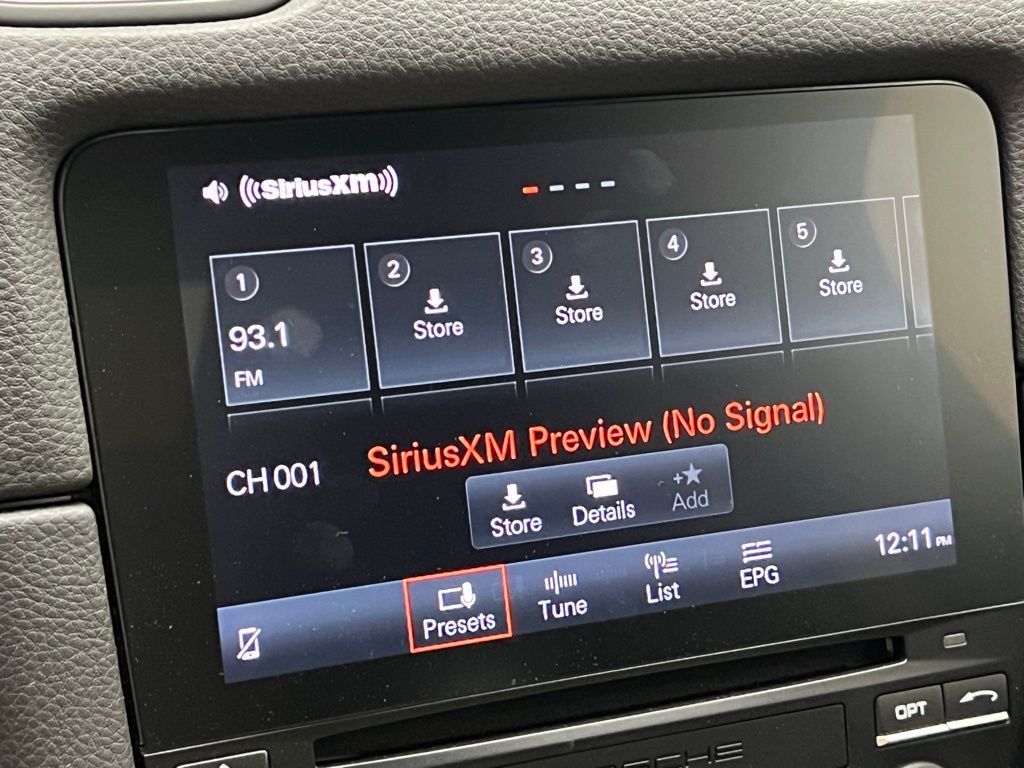 ((SiriusXM))
1
93.1
FM
2
Store
3
Store
4
Store
5
Store
CH 001
SiriusXM Preview (No Signal)
Store
Details
+★
Add
Presets
Tune
List
EPG
12:11 PM
OPT